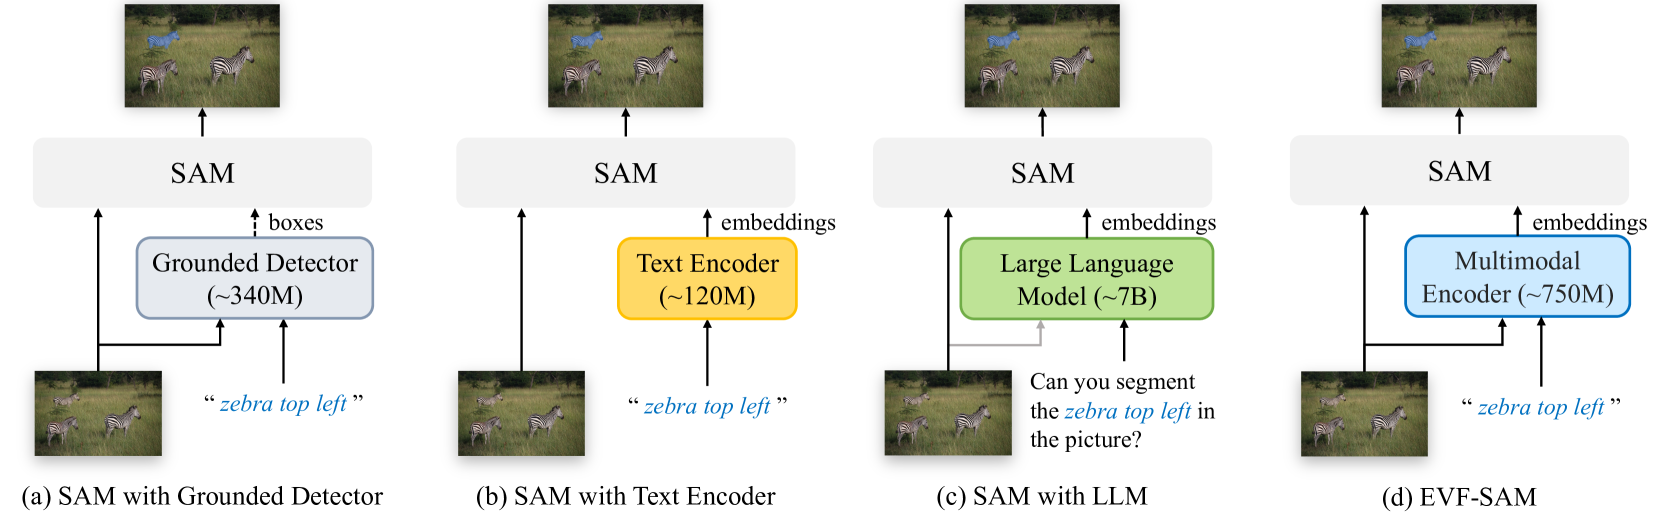 SAM
boxes
Grounded Detector
(~340M)
“ zebra top left ”
(a) SAM with Grounded Detector
SAM
embeddings
Text Encoder
(~120M)
“ zebra top left ”
(b) SAM with Text Encoder
SAM
embeddings
Large Language
Model (~7B)
Can you segment
the zebra top left in
the picture?
(c) SAM with LLM
SAM
embeddings
Multimodal
Encoder (~750M)
“ zebra top left ”
(d) EVF-SAM